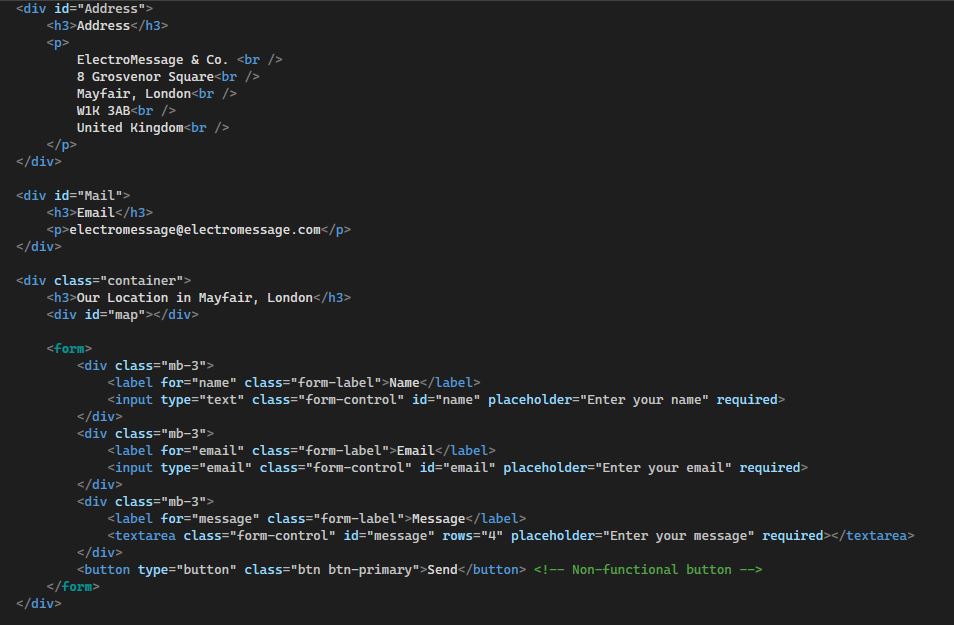 <div id="Address">
    <h3>Address</h3>
    <p>
        ElectroMessage & Co. <br />
        8 Grosvenor Square<br />
        Mayfair, London<br />
        W1K 3AB<br />
        United Kingdom<br />
    </p>
</div>

<div id="Mail">
    <h3>Email</h3>
    <p>electromessage@electromessage.com</p>
</div>

<div class="container">
    <h3>Our Location in Mayfair, London</h3>
    <div id="map"></div>

    <form>
        <div class="mb-3">
            <label for="name" class="form-label">Name</label>
            <input type="text" class="form-control" id="name" placeholder="Enter your name" required>
        </div>
        <div class="mb-3">
            <label for="email" class="form-label">Email</label>
            <input type="email" class="form-control" id="email" placeholder="Enter your email" required>
        </div>
        <div class="mb-3">
            <label for="message" class="form-label">Message</label>
            <textarea class="form-control" id="message" rows="4" placeholder="Enter your message" required></textarea>
        </div>
        <button type="button" class="btn btn-primary">Send</button> <!-- Non-functional button -->
    </form>
</div>